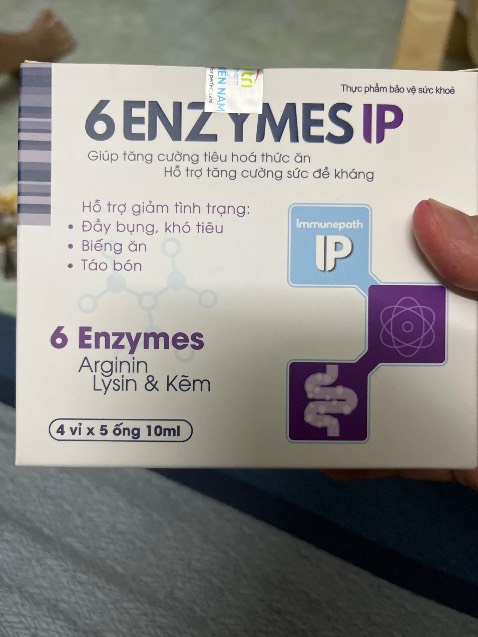 Thực phẩm bảo vệ sức khoẻ
6 ENZYMES IP
Giúp tăng cường tiêu hoá thức ăn
Hỗ trợ tăng cường sức đề kháng
Hỗ trợ giảm tình trạng:
• Đầy bụng, khó tiêu
• Biếng ăn
• Táo bón
Immunepath
IP
6 Enzymes
Arginin
Lysin & Kẽm
4 vỉ x 5 ống 10ml